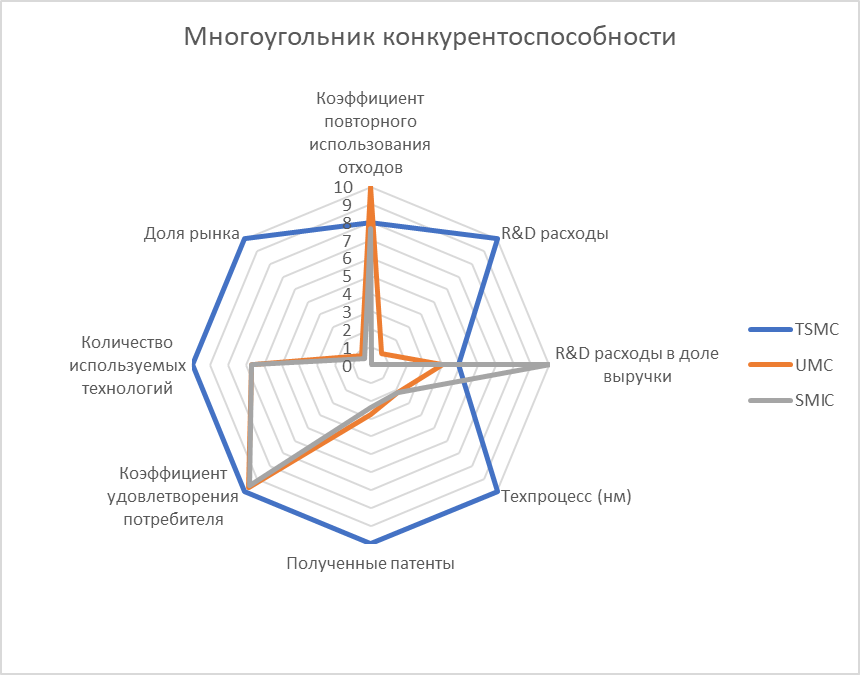 Многоугольник конкурентоспособности
Коэффициент
повторного
использования
отходов
10
9
8
7
6
5
4
3
2
1
0
R&D расходы
R&D расходы в доле
выручки
Техпроцесс (нм)
Полученные патенты
Коэффициент
удовлетворения
потребителя
Количество
используемых
технологий
Доля рынка
TSMC
UMC
SMIC